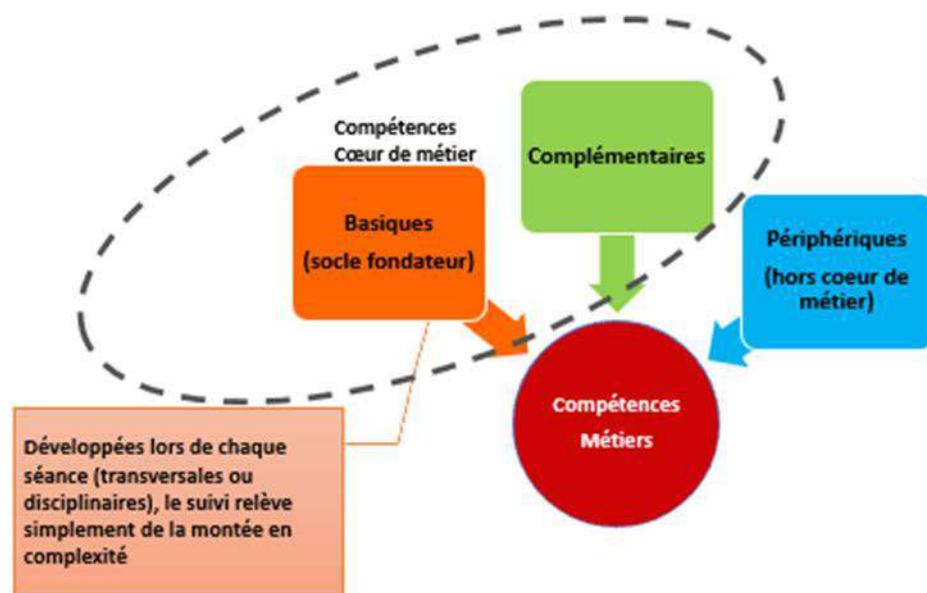 Compétences
Cœur de métier
Basiques
(socle fondateur)
Complémentaires
Périphériques
(hors coeur de
métier)
Compétences
Métiers
Développées lors de chaque
séance (transversales ou
disciplinaires), le suivi relève
simplement de la montée en
complexité